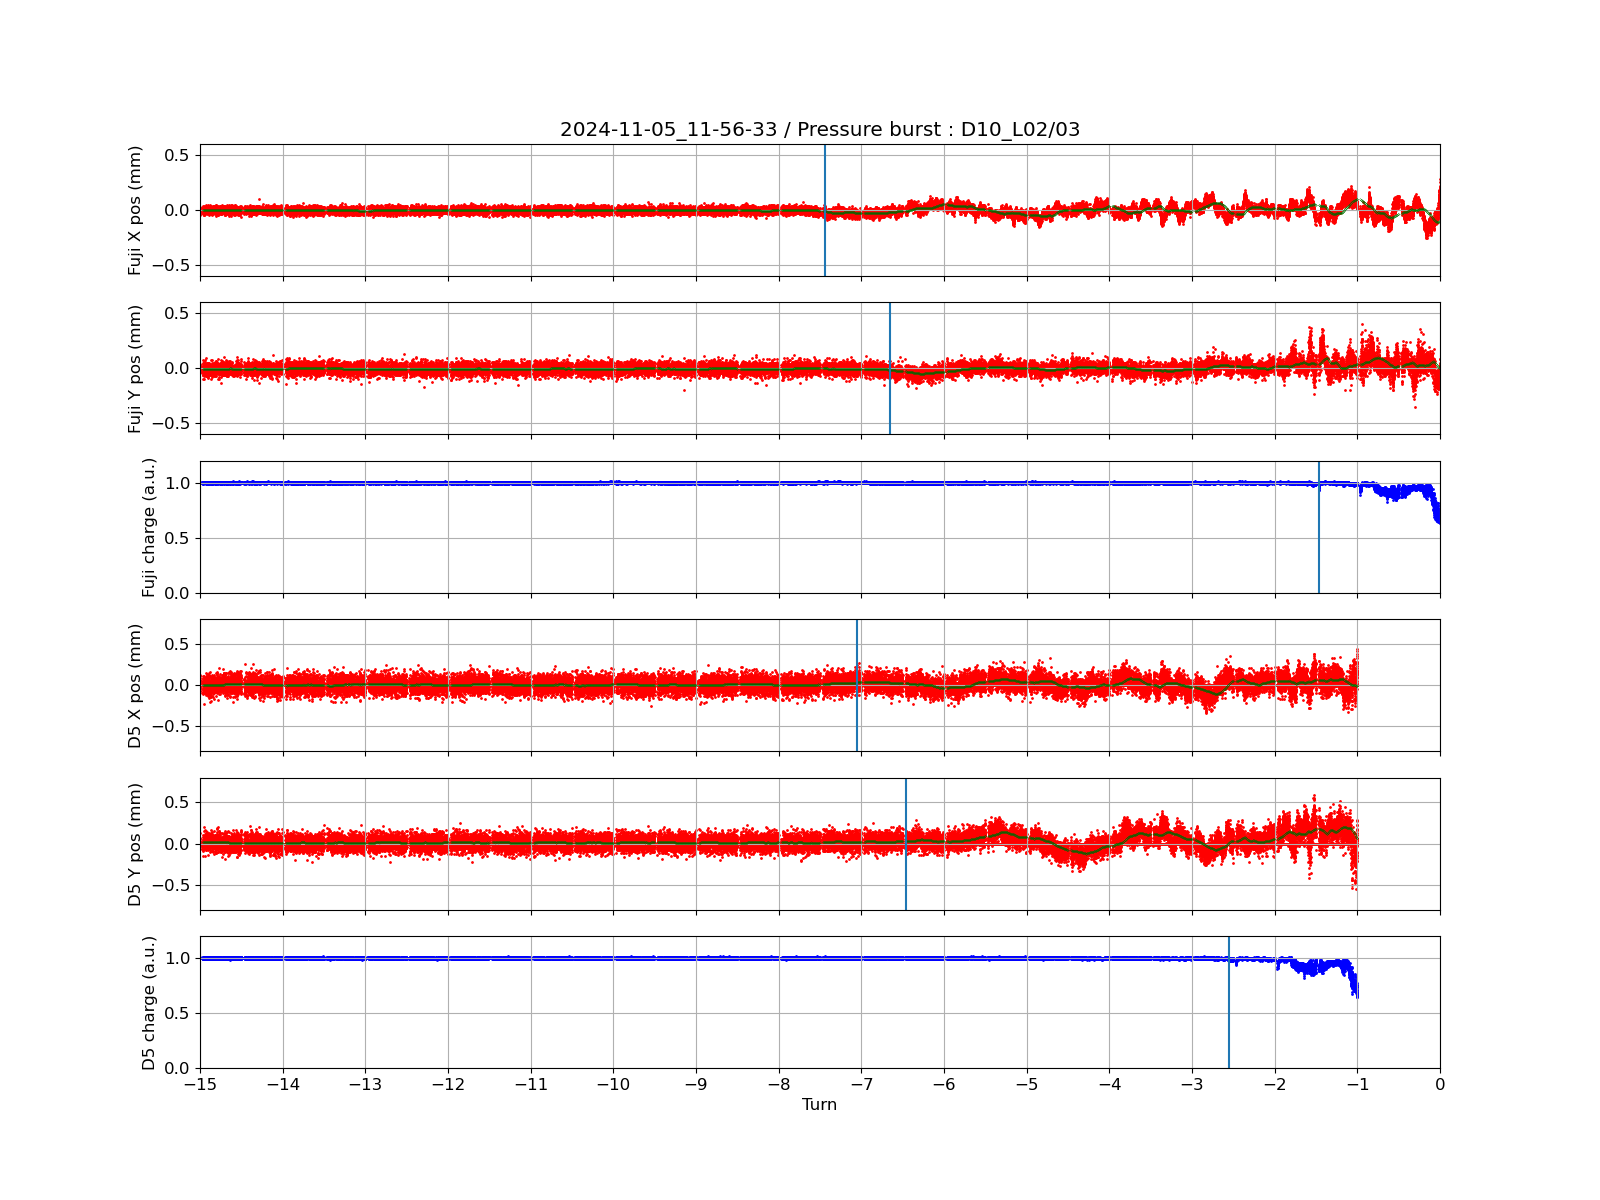 2024-11-05_11-56-33 / Pressure burst : D10_L02/03
Fuji X pos (mm)
0.5
0.0
−0.5
Fuji Y pos (mm)
0.5
0.0
−0.5
Fuji charge (a.u.)
1.0
0.5
0.0
D5 X pos (mm)
0.5
0.0
−0.5
D5 Y pos (mm)
0.5
0.0
−0.5
D5 charge (a.u.)
1.0
0.5
0.0
−15 −14 −13 −12 −11 −10 −9 −8 −7 −6 −5 −4 −3 −2 −1 0
Turn